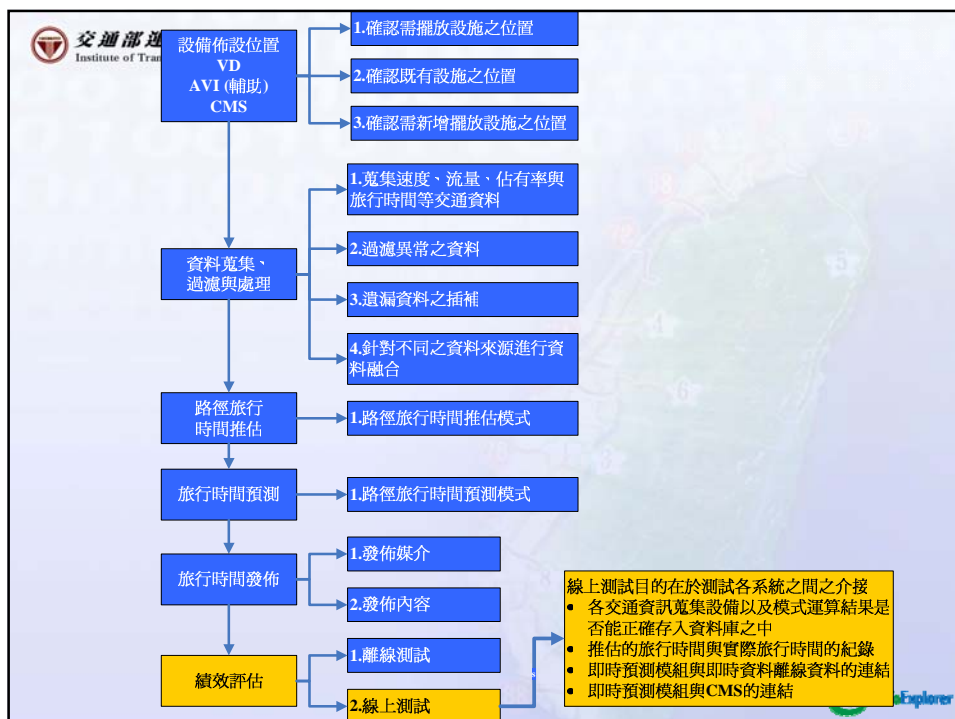 交通部運
Institute of Tran
設備佈設位置
VD
AVI (輔助)
CMS
1.確認需擺放設施之位置
2.確認既有設施之位置
3.確認需新增擺放設施之位置
資料蒐集、
過濾與處理
1.蒐集速度、流量、佔有率與
旅行時間等交通資料
2.過濾異常之資料
3.遺漏資料之插補
4.針對不同之資料來源進行資
料融合
路徑旅行
時間推估
1.路徑旅行時間推估模式
旅行時間預測
1.路徑旅行時間預測模式
旅行時間發佈
1.發佈媒介
2.發佈內容
績效評估
1.離線測試
2.線上測試
線上測試目的在於測試各系統之間之介接
• 各交通資訊蒐集設備以及模式運算結果是
否能正確存入資料庫之中
• 推估的旅行時間與實際旅行時間的紀錄
• 即時預測模組與即時資料離線資料的連結
• 即時預測模組與CMS的連結
s
Explorer